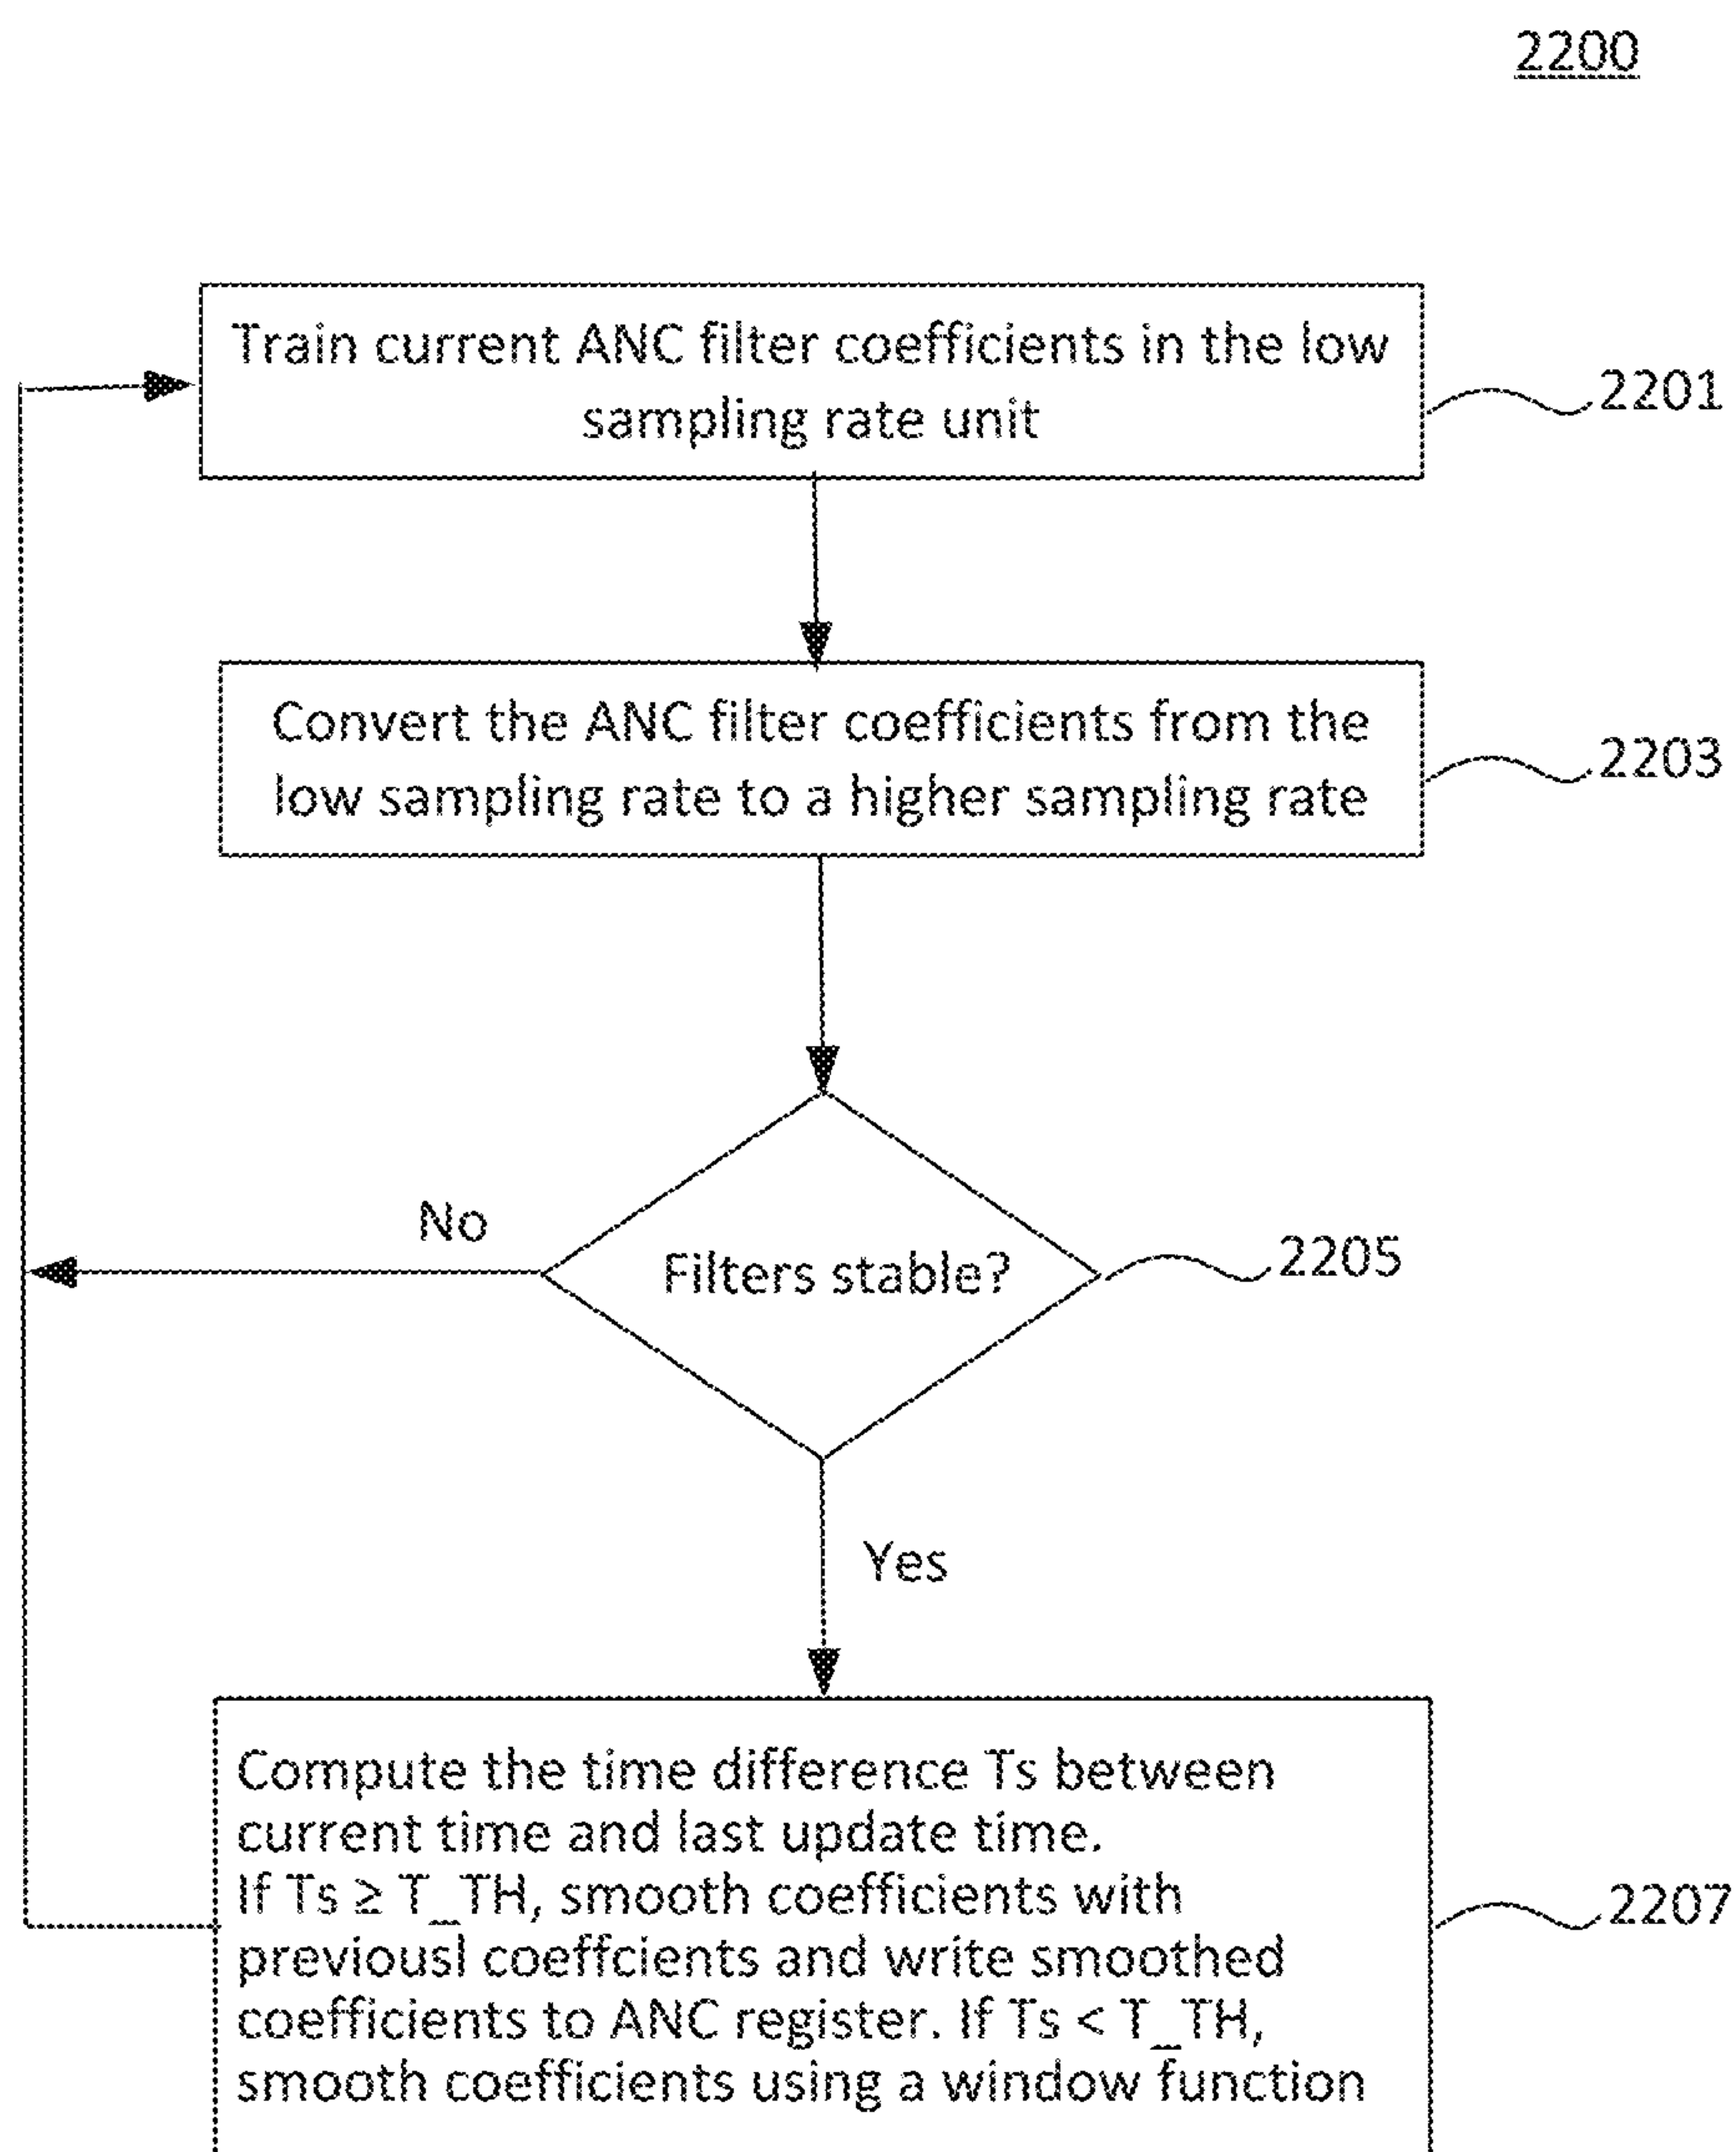 2200
Train current ANC filter coefficients in the low
sampling rate unit
2201
Convert the ANC filter coefficients from the
low sampling rate to a higher sampling rate
2203
No
Filters stable?
2205
Yes
Compute the time difference Ts between
current time and last update time.
If Ts ≥ T_TH, smooth coefficients with
previousl coeffcients and write smoothed
coefficients to ANC register. If Ts < T_TH,
smooth coefficients using a window function
2207